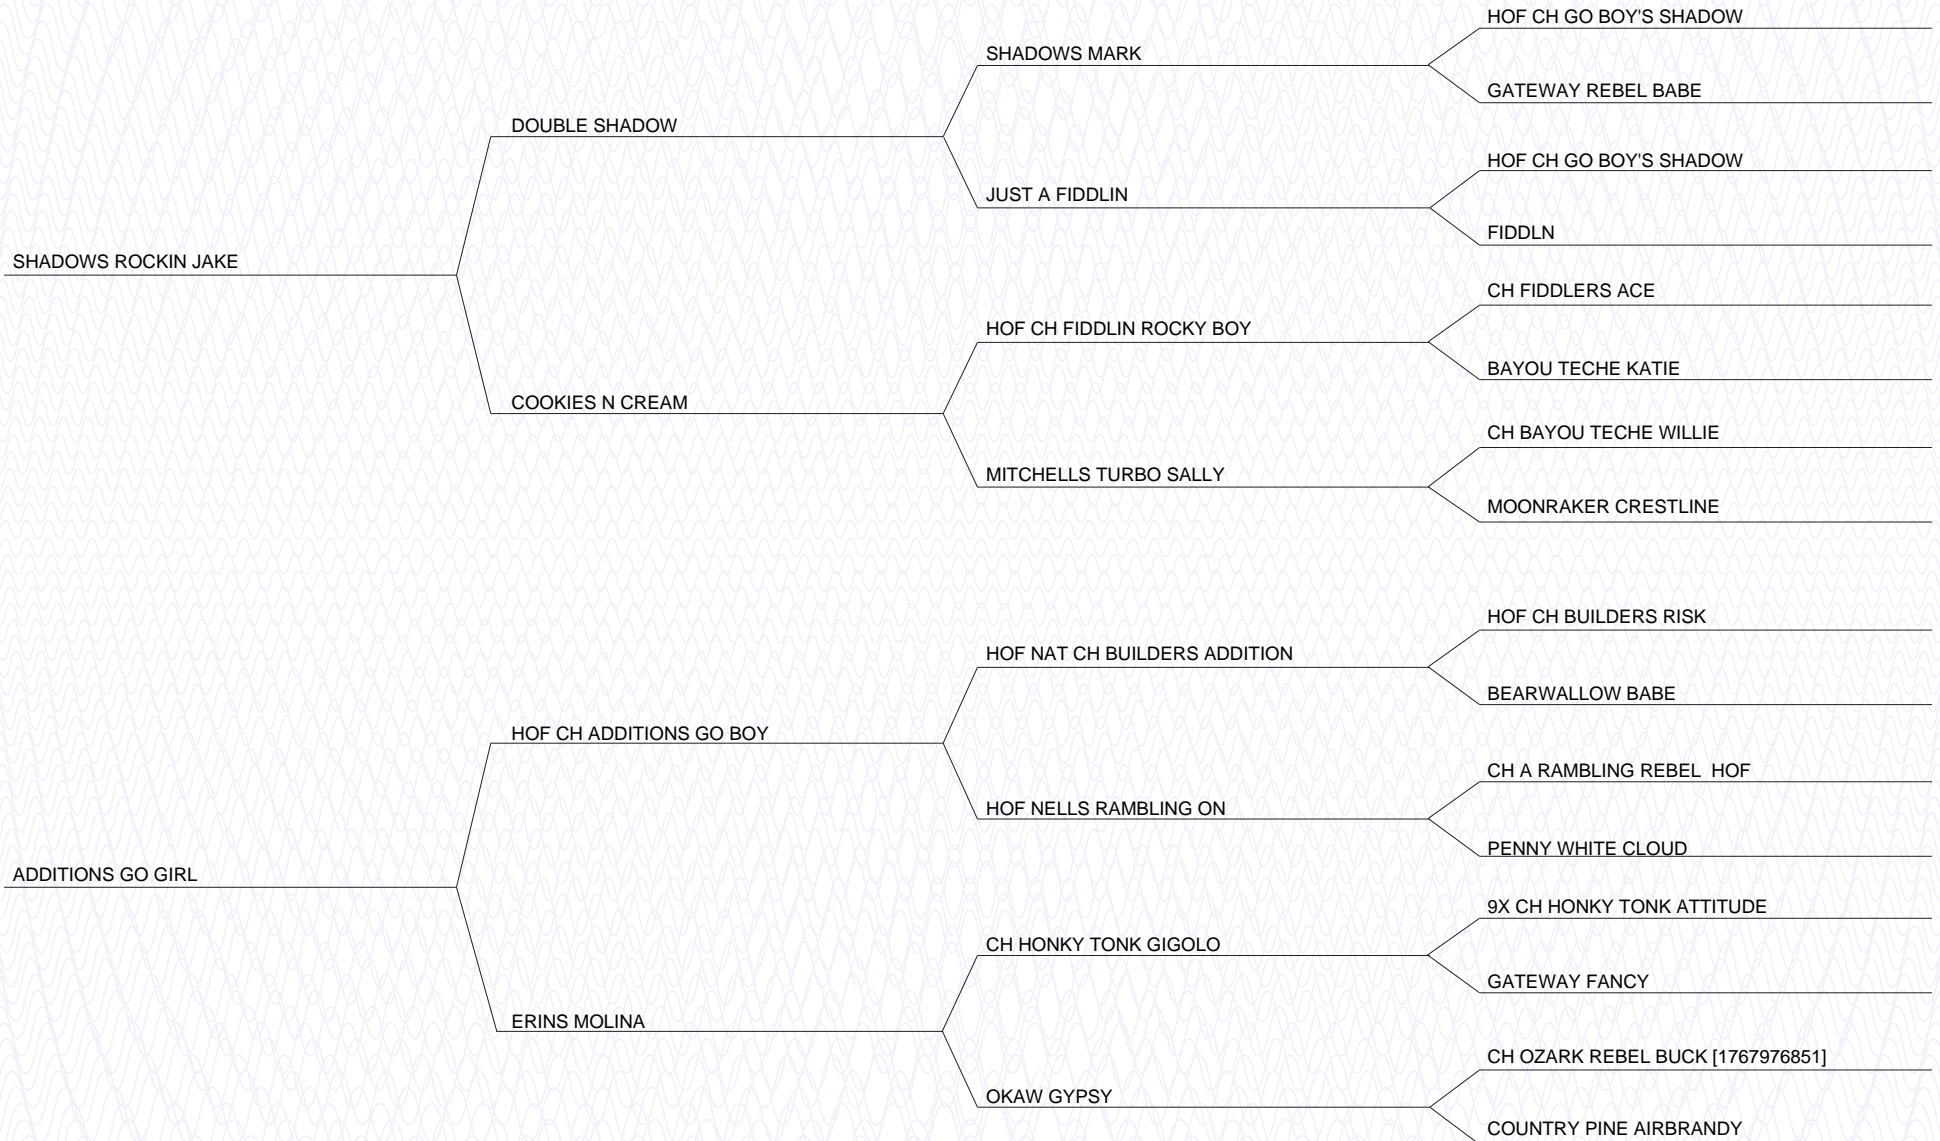 HOF CH GO BOY'S SHADOW
SHADOWS MARK
GATEWAY REBEL BABE
DOUBLE SHADOW
HOF CH GO BOY'S SHADOW
JUST A FIDDLIN
FIDDLN
SHADOWS ROCKIN JAKE
CH FIDDLERS ACE
HOF CH FIDDLIN ROCKY BOY
BAYOU TECHE KATIE
COOKIES N CREAM
CH BAYOU TECHE WILLIE
MITCHELLS TURBO SALLY
MOONRAKER CRESTLINE
HOF CH BUILDERS RISK
HOF NAT CH BUILDERS ADDITION
BEARWALLOW BABE
HOF CH ADDITIONS GO BOY
CH A RAMBLING REBEL  HOF
HOF NELLS RAMBLING ON
PENNY WHITE CLOUD
ADDITIONS GO GIRL
9X CH HONKY TONK ATTITUDE
CH HONKY TONK GIGOLO
GATEWAY FANCY
ERINS MOLINA
CH OZARK REBEL BUCK [1767976851]
OKAW GYPSY
COUNTRY PINE AIRBRANDY